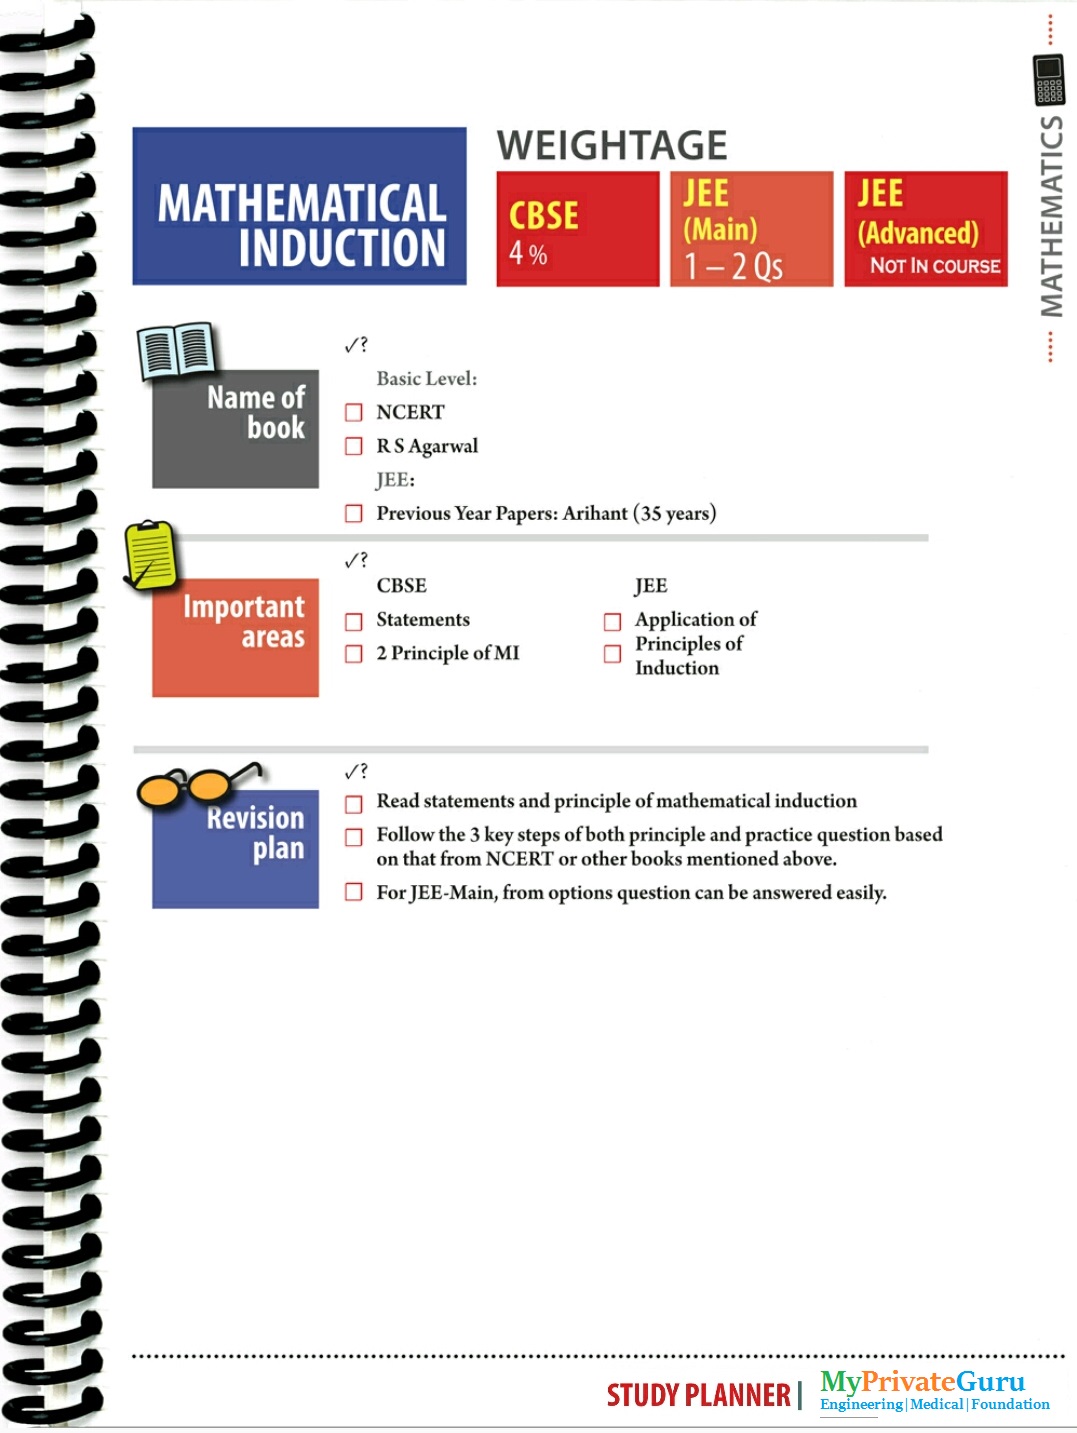 MATHEMATICS
MATHEMATICAL
INDUCTION
WEIGHTAGE
CBSE
4 %
JEE
(Main)
1 – 2 Qs
JEE
(Advanced)
NOT IN COURSE
Name of
book
✓?
Basic Level:
NCERT
R S Agarwal
JEE:
Previous Year Papers: Arihant (35 years)
Important
areas
✓?
CBSE
Statements
2 Principle of MI
JEE
Application of
Principles of
Induction
Revision
plan
✓?
Read statements and principle of mathematical induction
Follow the 3 key steps of both principle and practice question based
on that from NCERT or other books mentioned above.
For JEE-Main, from options question can be answered easily.
STUDY PLANNER |
MyPrivateGuru
Engineering|Medical|Foundation